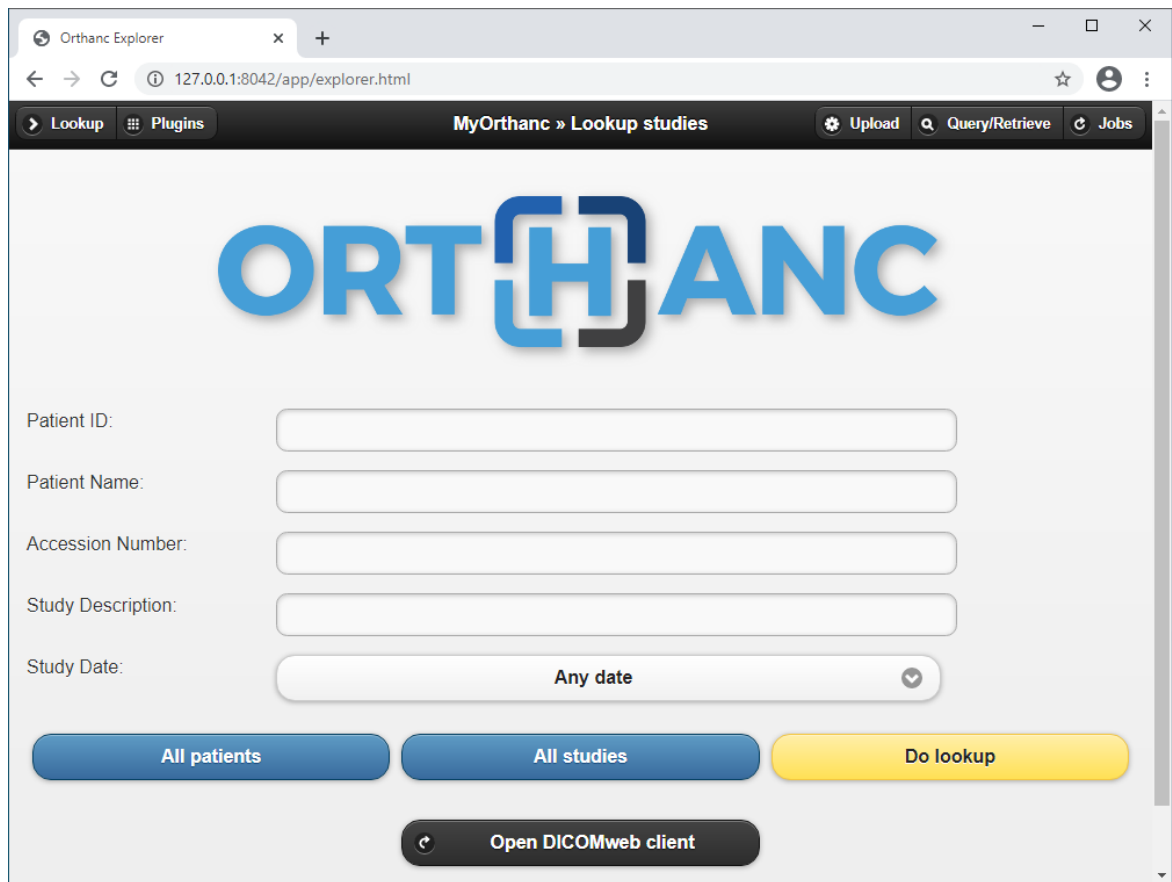 Orthanc Explorer
127.0.0.1:8042/app/explorer.html
Lookup Plugins MyOrthanc » Lookup studies Upload Query/Retrieve Jobs
ORTHANC
Patient ID:
Patient Name:
Accession Number:
Study Description:
Study Date: Any date
All patients All studies Do lookup
Open DICOMweb client